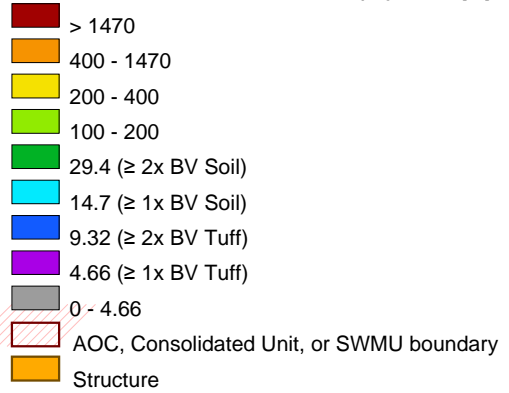 > 1470
400 - 1470
200 - 400
100 - 200
29.4 (≥ 2x BV Soil)
14.7 (≥ 1x BV Soil)
9.32 (≥ 2x BV Tuff)
4.66 (≥ 1x BV Tuff)
0 - 4.66
AOC, Consolidated Unit, or SWMU boundary
Structure